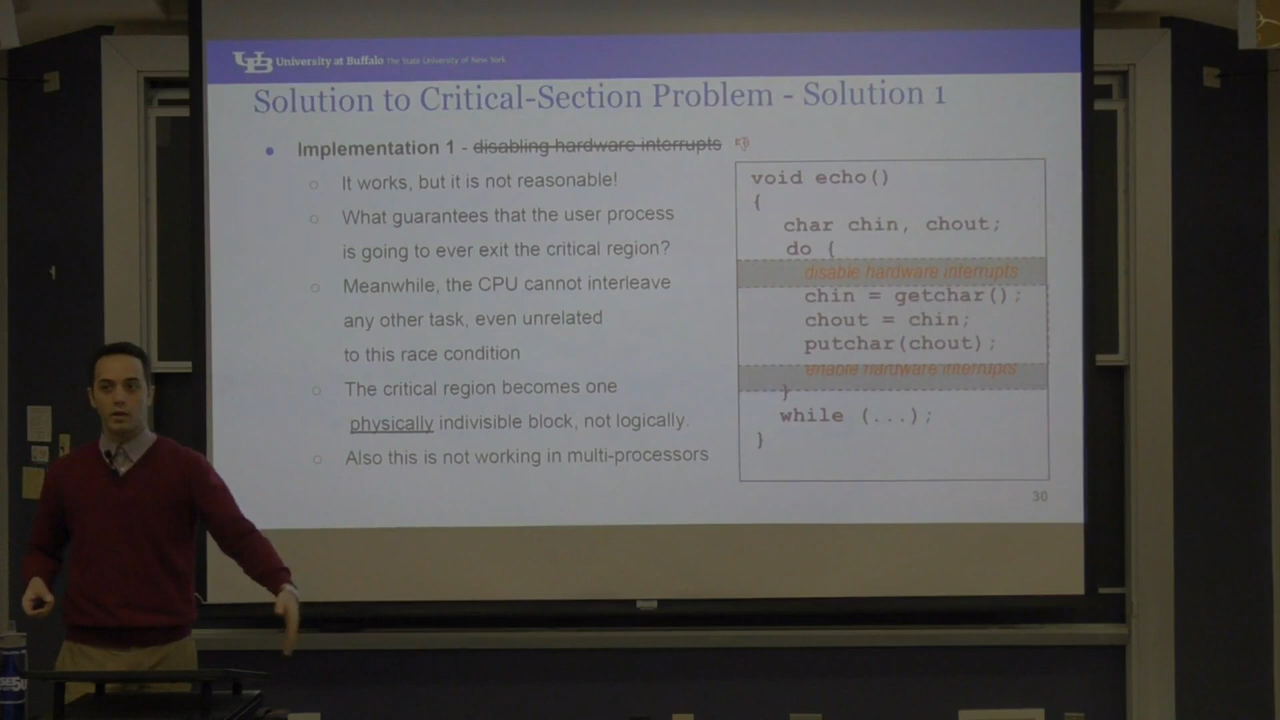 University at Buffalo The State University of New York
Solution to Critical-Section Problem - Solution 1
Implementation 1 - disabling hardware interrupts
It works, but it is not reasonable!
What guarantees that the user process
is going to ever exit the critical region?
Meanwhile, the CPU cannot interleave
any other task, even unrelated
to this race condition
The critical region becomes one
physically indivisible block, not logically.
Also this is not working in multi-processors
void echo()
{
char chin, chout;
do {
disable hardware interrupts
chin = getchar();
chout = chin;
putchar(chout);
enable hardware interrupts
}
while (...);
}
30